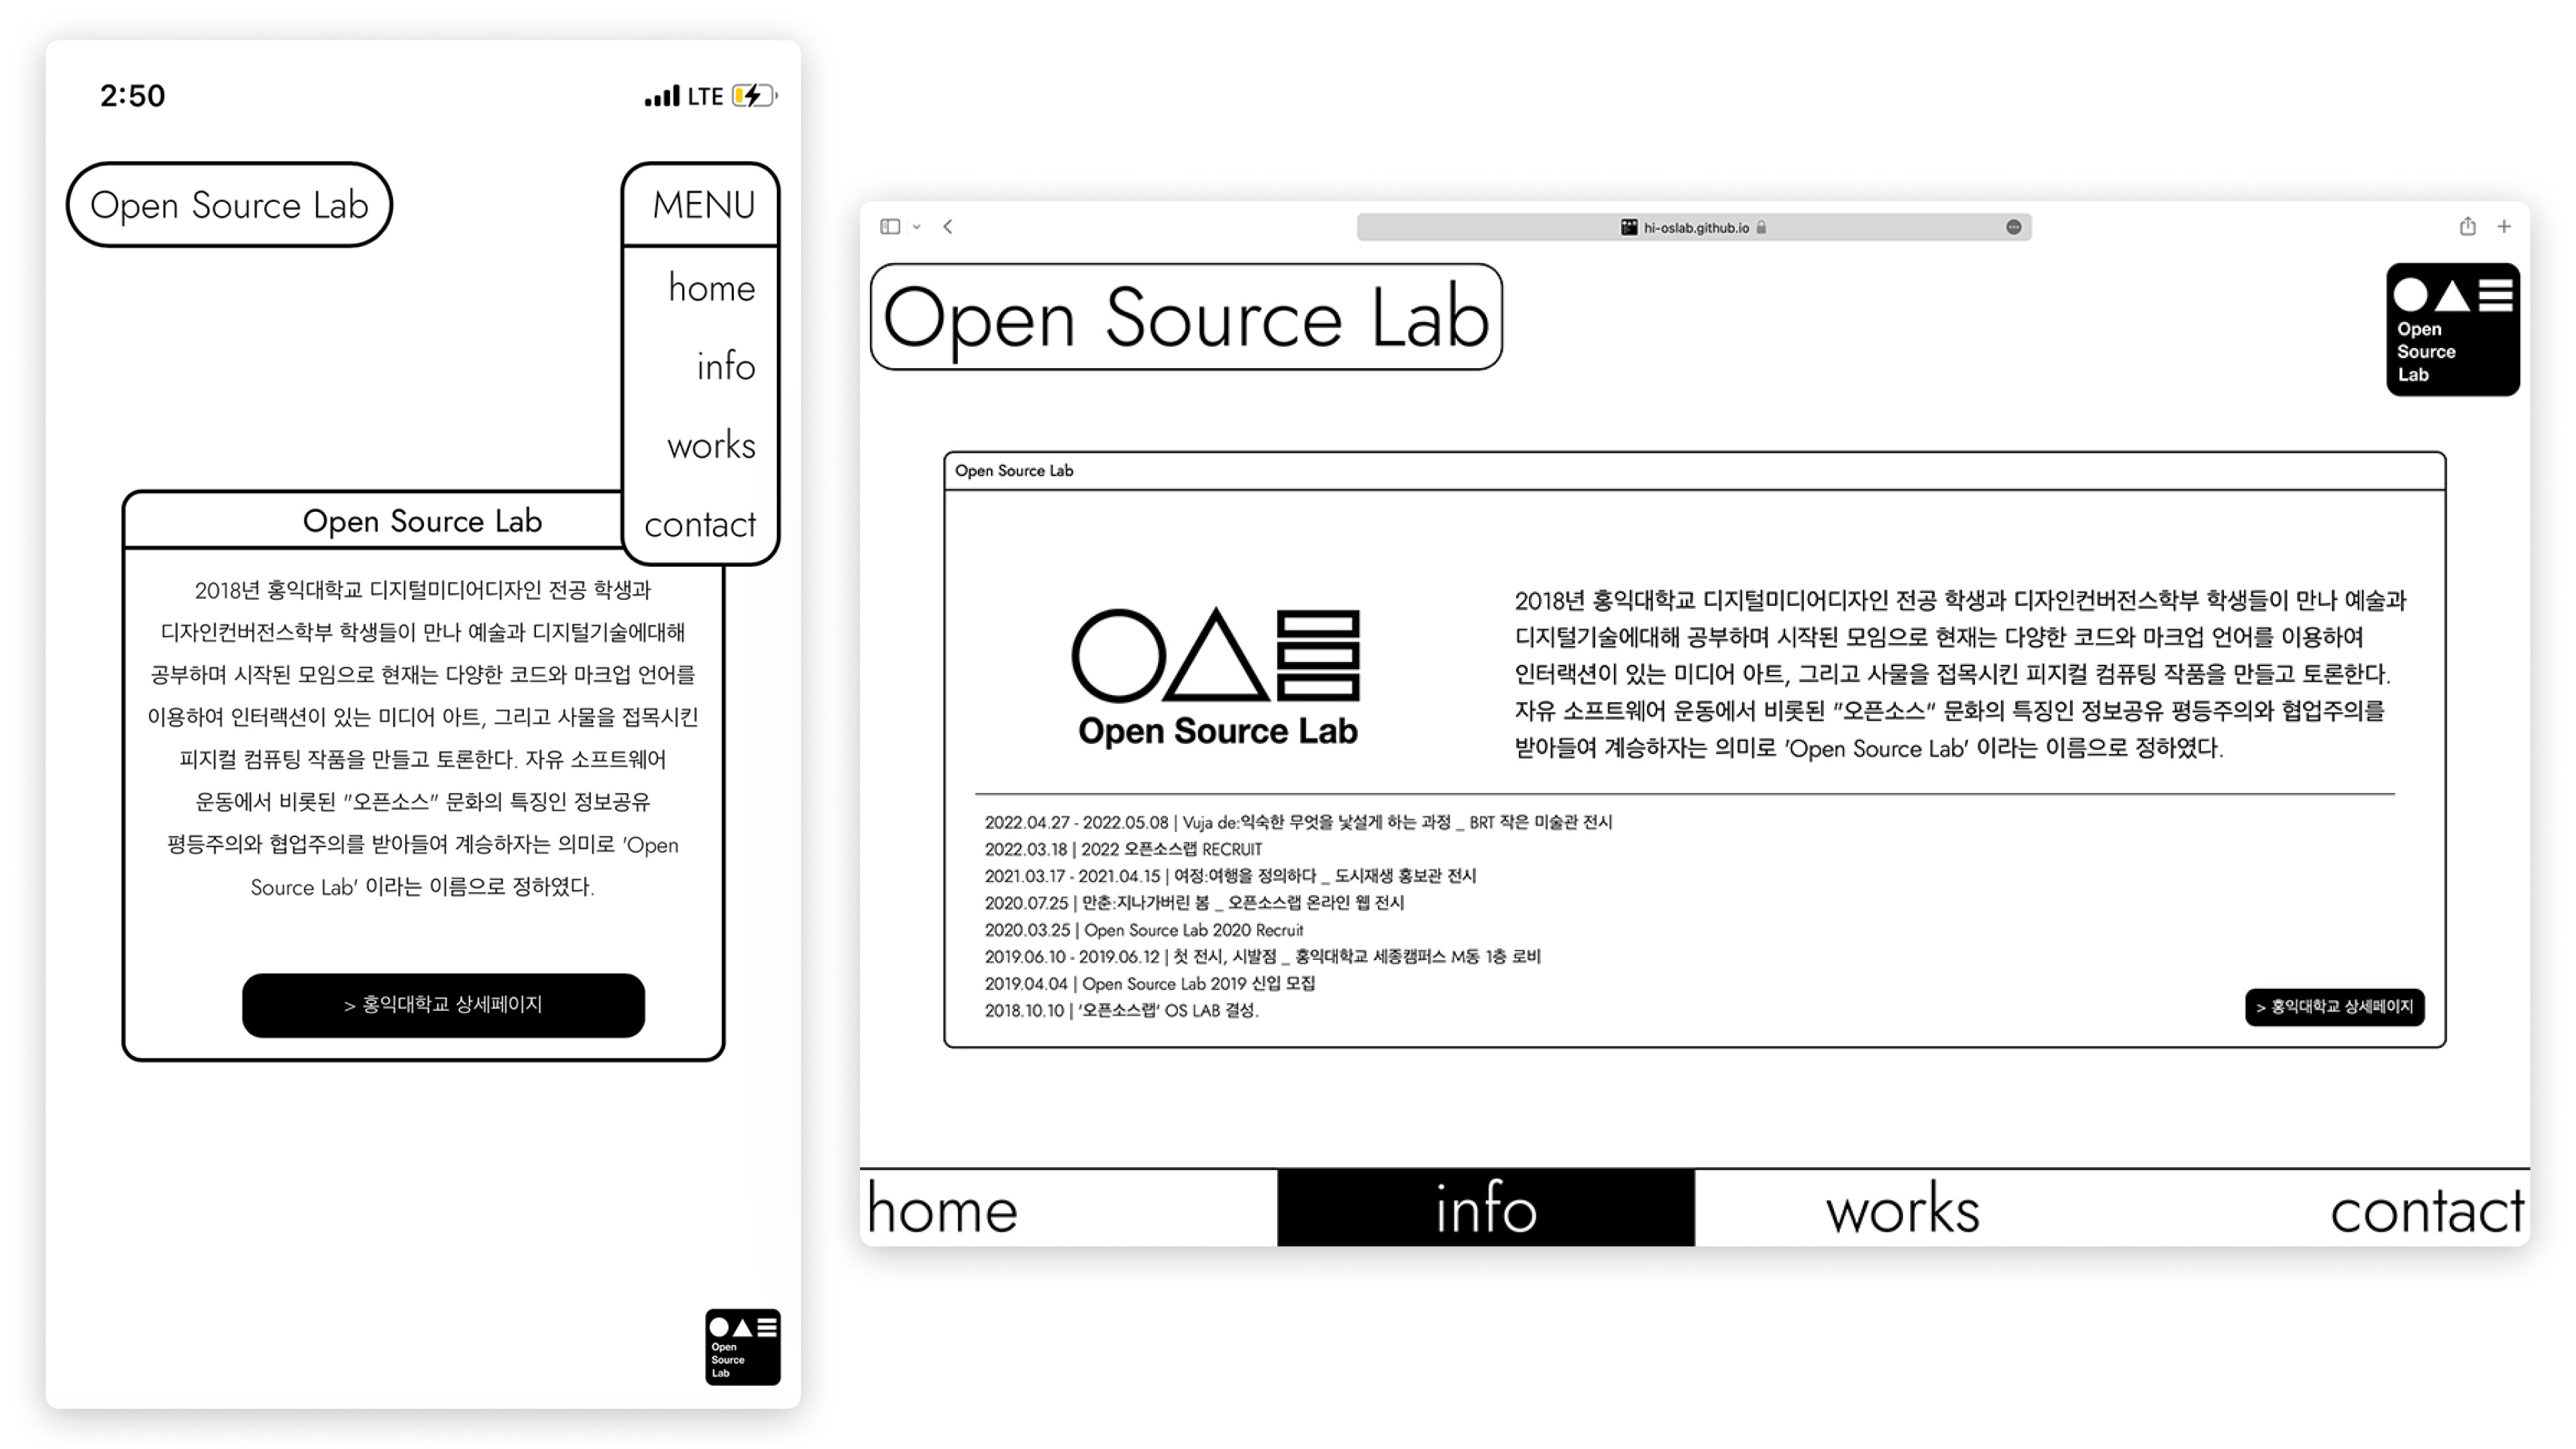 2:50
LTE
Open Source Lab
MENU
home
info
works
contact
Open Source Lab
2018년 홍익대학교 디지털미디어디자인 전공 학생과
디자인컨버전스학부 학생들이 만나 예술과 디지털기술에대해
공부하며 시작된 모임으로 현재는 다양한 코드와 마크업 언어를
이용하여 인터랙션이 있는 미디어 아트, 그리고 사물을 접목시킨
피지컬 컴퓨팅 작품을 만들고 토론한다. 자유 소프트웨어
운동에서 비롯된 "오픈소스" 문화의 특징인 정보공유
평등주의와 협업주의를 받아들여 계승하자는 의미로 'Open
Source Lab' 이라는 이름으로 정하였다.
> 홍익대학교 상세페이지
Open
Source
Lab
hi-oslab.github.io
Open Source Lab
Open
Source
Lab
Open Source Lab
Open Source Lab
2018년 홍익대학교 디지털미디어디자인 전공 학생과 디자인컨버전스학부 학생들이 만나 예술과
디지털기술에대해 공부하며 시작된 모임으로 현재는 다양한 코드와 마크업 언어를 이용하여
인터랙션이 있는 미디어 아트, 그리고 사물을 접목시킨 피지컬 컴퓨팅 작품을 만들고 토론한다.
자유 소프트웨어 운동에서 비롯된 "오픈소스" 문화의 특징인 정보공유 평등주의와 협업주의를
받아들여 계승하자는 의미로 'Open Source Lab' 이라는 이름으로 정하였다.
2022.04.27 - 2022.05.08 | Vuja de:익숙한 무엇을 낯설게 하는 과정 _ BRT 작은 미술관 전시
2022.03.18 | 2022 오픈소스랩 RECRUIT
2021.03.17 - 2021.04.15 | 여정:여행을 정의하다 _ 도시재생 홍보관 전시
2020.07.25 | 만춘:지나가버린 봄 _ 오픈소스랩 온라인 웹 전시
2020.03.25 | Open Source Lab 2020 Recruit
2019.06.10 - 2019.06.12 | 첫 전시, 시발점 _ 홍익대학교 세종캠퍼스 M동 1층 로비
2019.04.04 | Open Source Lab 2019 신입 모집
2018.10.10 | '오픈소스랩' OS LAB 결성.
> 홍익대학교 상세페이지
home
info
works
contact